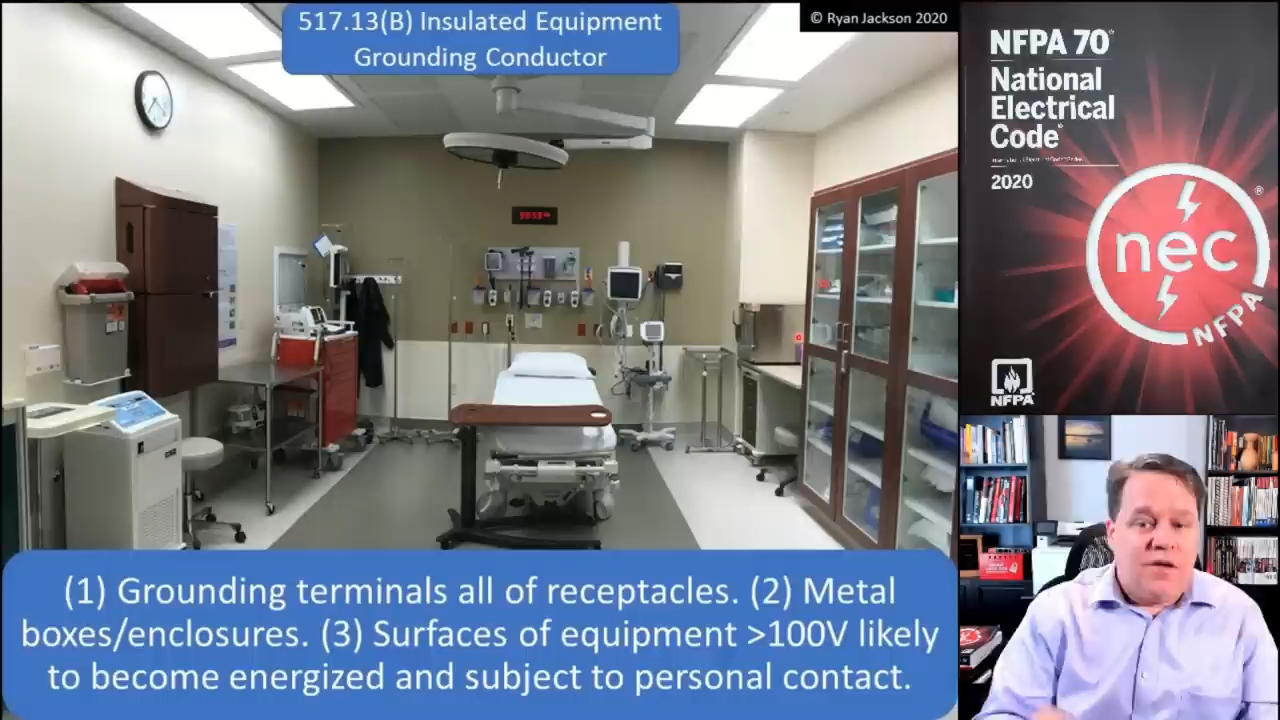 517.13(B) Insulated Equipment
Grounding Conductor
© Ryan Jackson 2020
NFPA 70®
National
Electrical
Code®
2020
nec
NFPA
®
NFPA
(1) Grounding terminals all of receptacles. (2) Metal
boxes/enclosures. (3) Surfaces of equipment >100V likely
to become energized and subject to personal contact.